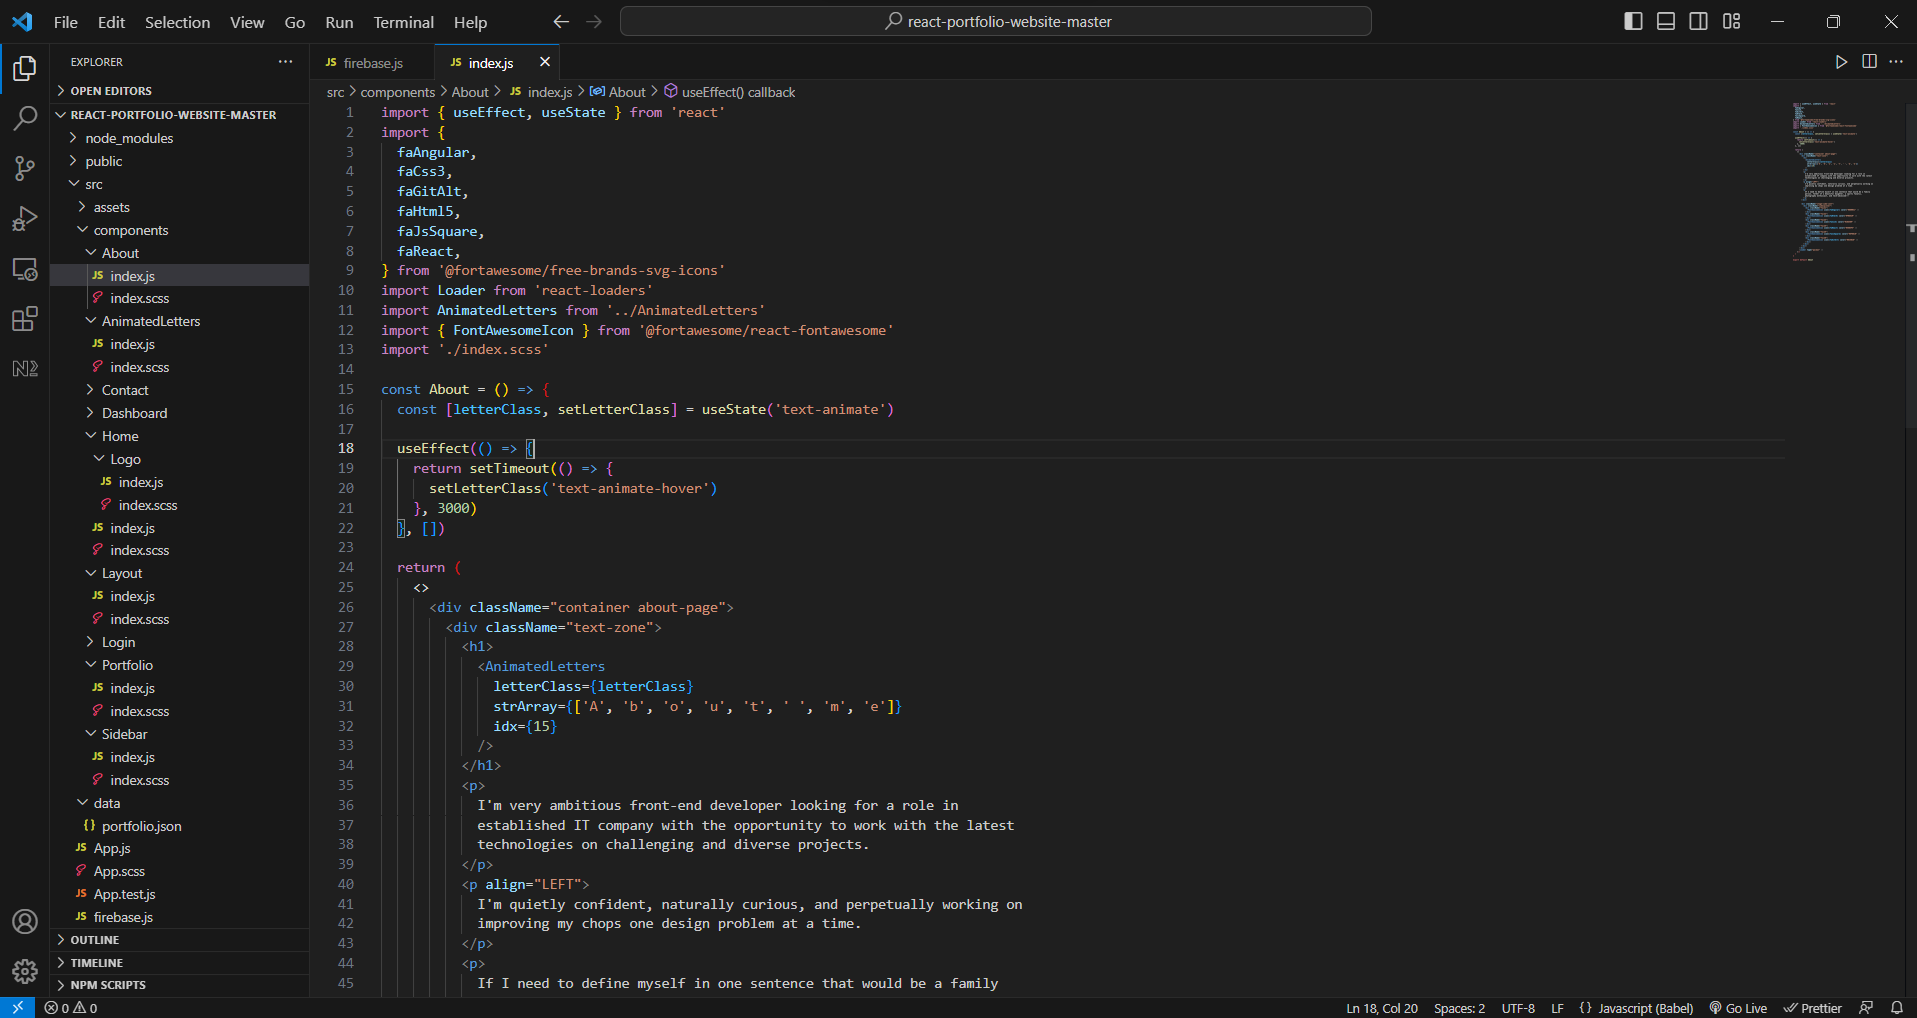 File Edit Selection View Go Run Terminal Help
react-portfolio-website-master
EXPLORER
OPEN EDITORS
REACT-PORTFOLIO-WEBSITE-MASTER
node_modules
public
src
assets
components
About
JS index.js
index.scss
AnimatedLetters
JS index.js
index.scss
Contact
Dashboard
Home
Logo
JS index.js
index.scss
JS index.js
index.scss
Layout
JS index.js
index.scss
Login
Portfolio
JS index.js
index.scss
Sidebar
JS index.js
index.scss
data
{} portfolio.json
JS App.js
App.scss
JS App.test.js
JS firebase.js
OUTLINE
TIMELINE
NPM SCRIPTS
JS firebase.js
JS index.js
src > components > About > JS index.js > About > useEffect() callback
1 import { useEffect, useState } from 'react'
2 import {
3 faAngular,
4 faCss3,
5 faGitAlt,
6 faHtml5,
7 faJsSquare,
8 faReact,
9 } from '@fortawesome/free-brands-svg-icons'
10 import Loader from 'react-loaders'
11 import AnimatedLetters from '../AnimatedLetters'
12 import { FontAwesomeIcon } from '@fortawesome/react-fontawesome'
13 import './index.scss'
14
15 const About = () => {
16 const [letterClass, setLetterClass] = useState('text-animate')
17
18 useEffect(() => {
19 return setTimeout(() => {
20 setLetterClass('text-animate-hover')
21 }, 3000)
22 }, [])
23
24 return (
25 <>
26 <div className="container about-page">
27 <div className="text-zone">
28 <h1>
29 <AnimatedLetters
30 letterClass={letterClass}
31 strArray={['A', 'b', 'o', 'u', 't', ' ', 'm', 'e']}
32 idx={15}
33 />
34 </h1>
35 <p>
36 I'm very ambitious front-end developer looking for a role in
37 established IT company with the opportunity to work with the latest
38 technologies on challenging and diverse projects.
39 </p>
40 <p align="LEFT">
41 I'm quietly confident, naturally curious, and perpetually working on
42 improving my chops one design problem at a time.
43 </p>
44 <p>
45 If I need to define myself in one sentence that would be a family
0 0
Ln 18, Col 20 Spaces: 2 UTF-8 LF {} Javascript (Babel) Go Live Prettier